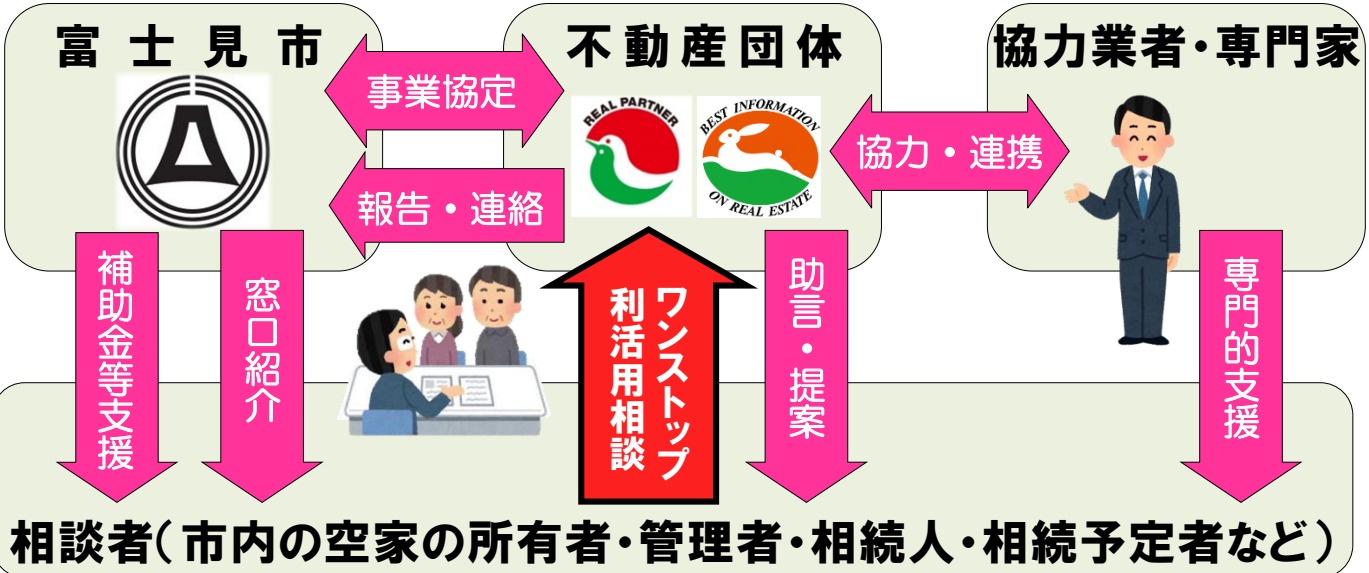 富士見市
不動産団体
協力業者・専門家
事業協定
REAL PARTNER
BEST INFORMATION
ON REAL ESTATE
協力・連携
報告・連絡
補助金等支援
窓口紹介
ワンストップ
利活用相談
助言・提案
専門的支援
相談者(市内の空家の所有者・管理者・相続人・相続予定者など)